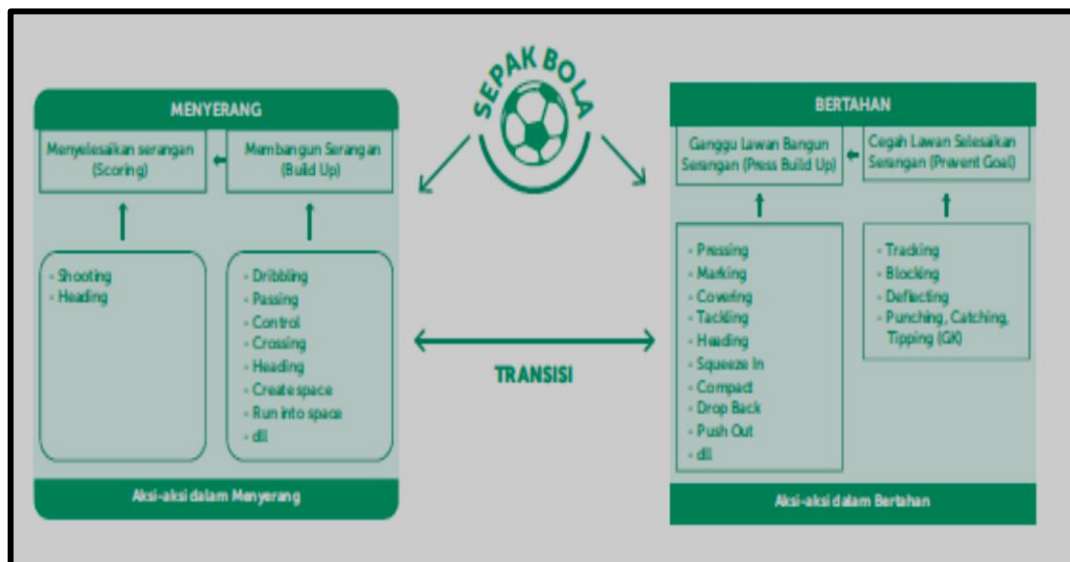 SEPAK BOLA
MENYERANG
Menyelesaikan serangan
(Scoring)
Membangun Serangan
(Build Up)
- Shooting
- Heading
- Dribbling
- Passing
- Control
- Crossing
- Heading
- Create space
- Run into space
- dll
Aksi-aksi dalam Menyerang
TRANSISI
BERTAHAN
Ganggu Lawan Bangun
Serangan (Press Build Up)
Cegah Lawan Selesaikan
Serangan (Prevent Goal)
- Pressing
- Marking
- Covering
- Tackling
- Heading
- Squeeze In
- Compact
- Drop Back
- Push Out
- dll
- Tracking
- Blocking
- Deflecting
- Punching, Catching,
Tipping (GK)
Aksi-aksi dalam Bertahan